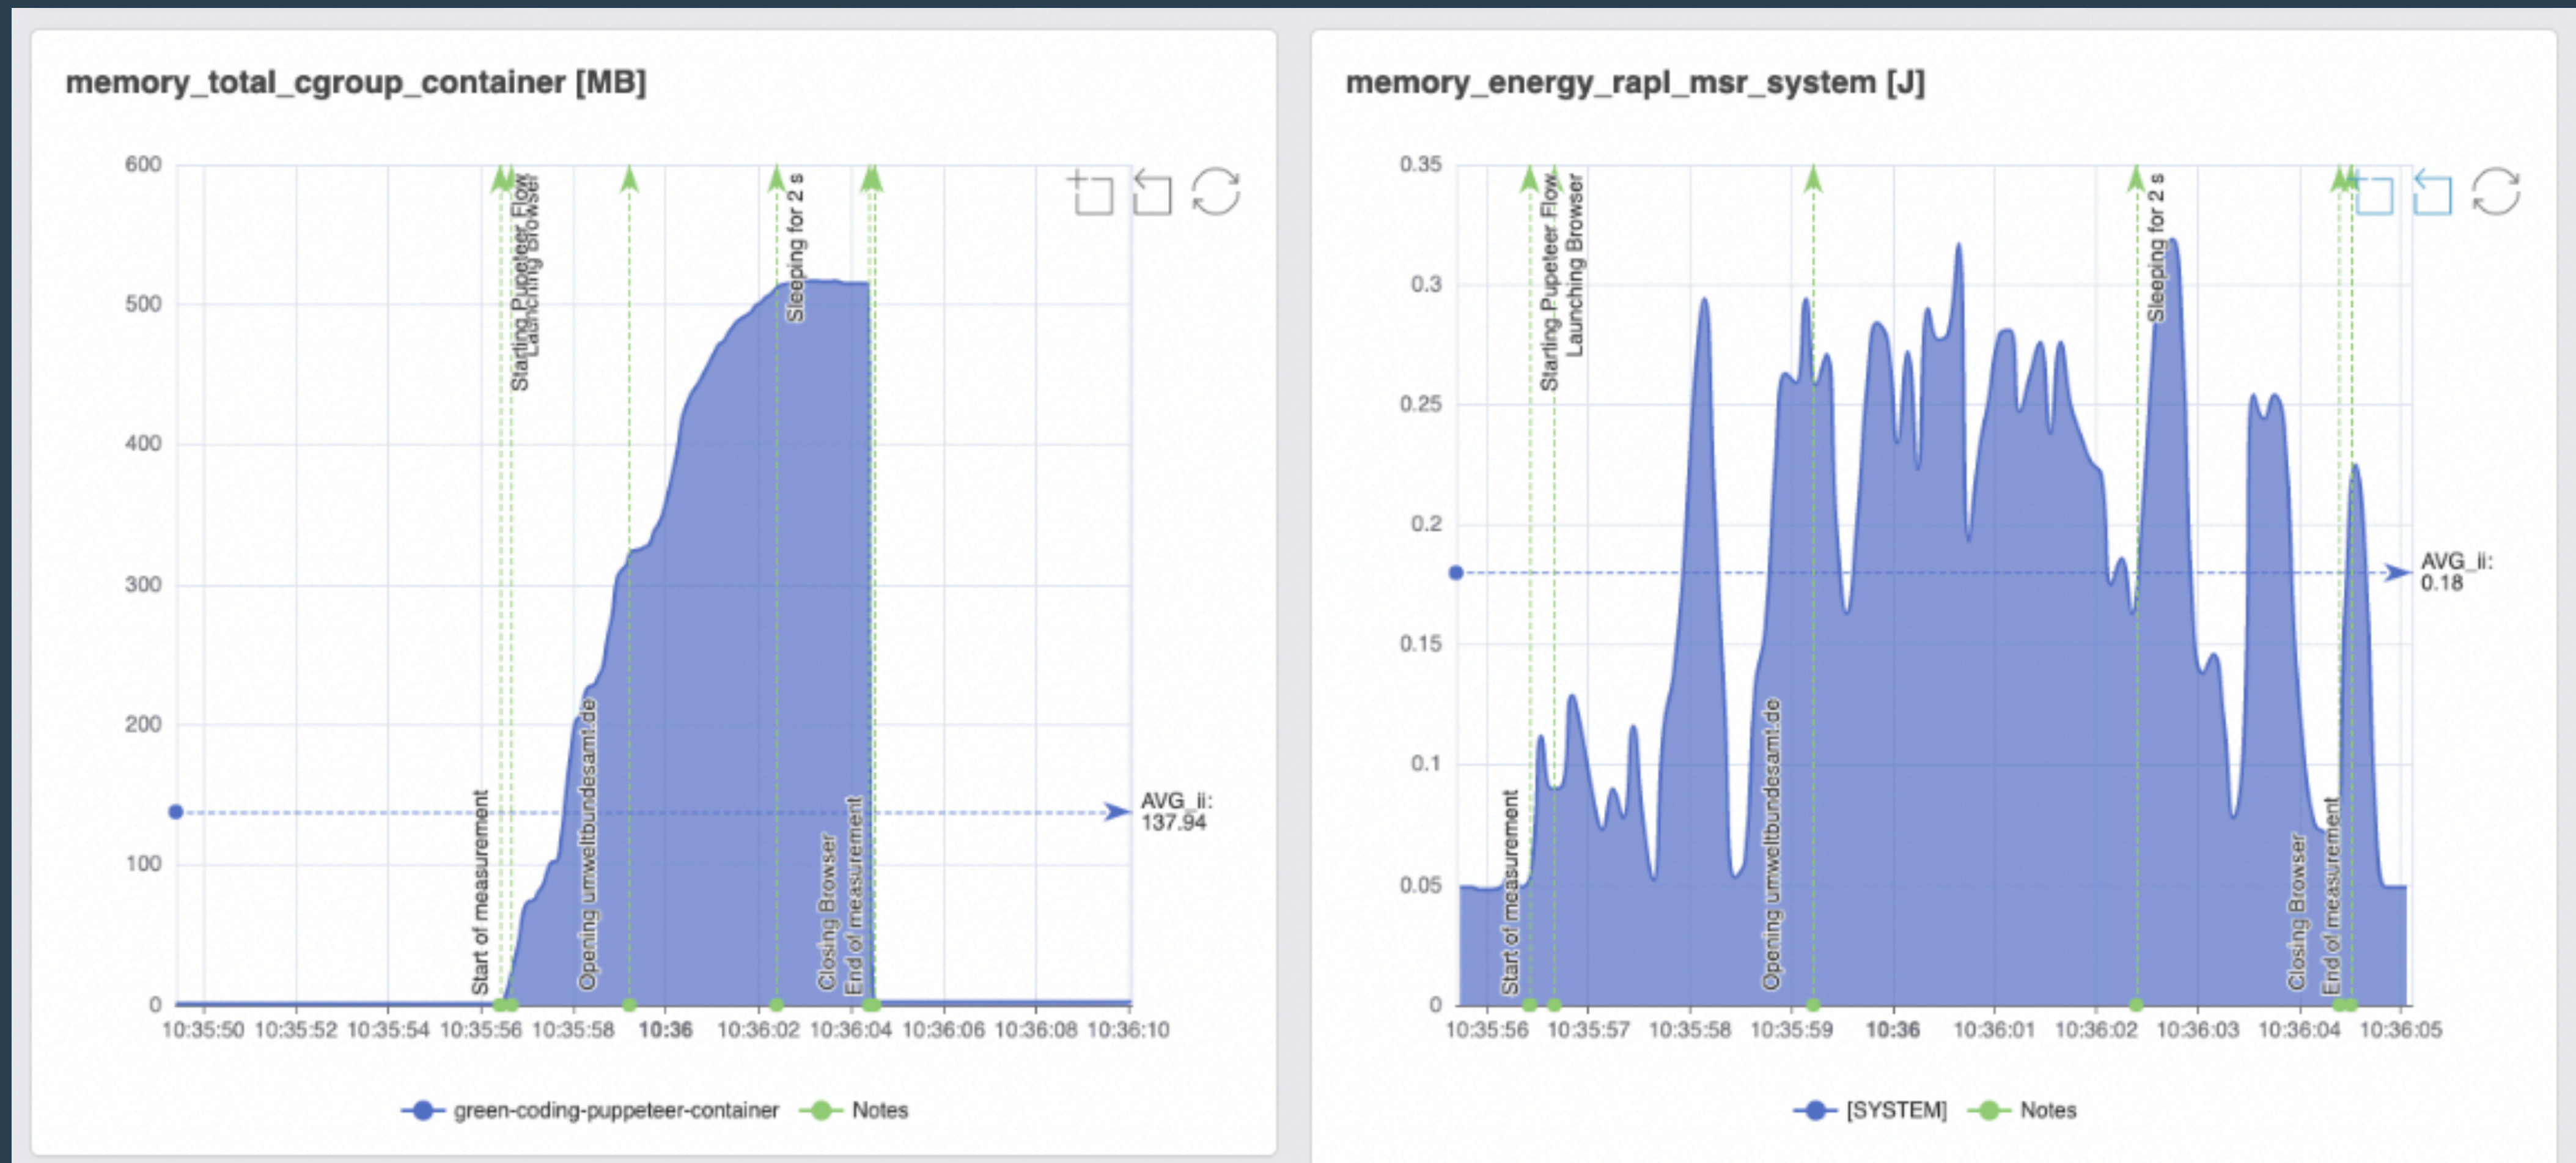 memory_total_cgroup_container [MB]
600
500
400
300
200
100
0
Starting Puppeteer Flow
Launching Browser
Sleeping for 2 s
Start of measurement
Opening umweltbundesamt.de
Closing Browser
End of measurement
AVG_ii:
137.94
10:35:50 10:35:52 10:35:54 10:35:56 10:35:58 10:36 10:36:02 10:36:04 10:36:06 10:36:08 10:36:10
green-coding-puppeteer-container Notes
memory_energy_rapl_msr_system [J]
0.35
0.3
0.25
0.2
0.15
0.1
0.05
0
Starting Pupeteer Flow
Launching Browser
Sleeping for 2 s
Start of measurement
Opening umweltbundesamt.de
Closing Browser
End of measurement
AVG_ii:
0.18
10:35:56 10:35:57 10:35:58 10:35:59 10:36 10:36:01 10:36:02 10:36:03 10:36:04 10:36:05
[SYSTEM] Notes